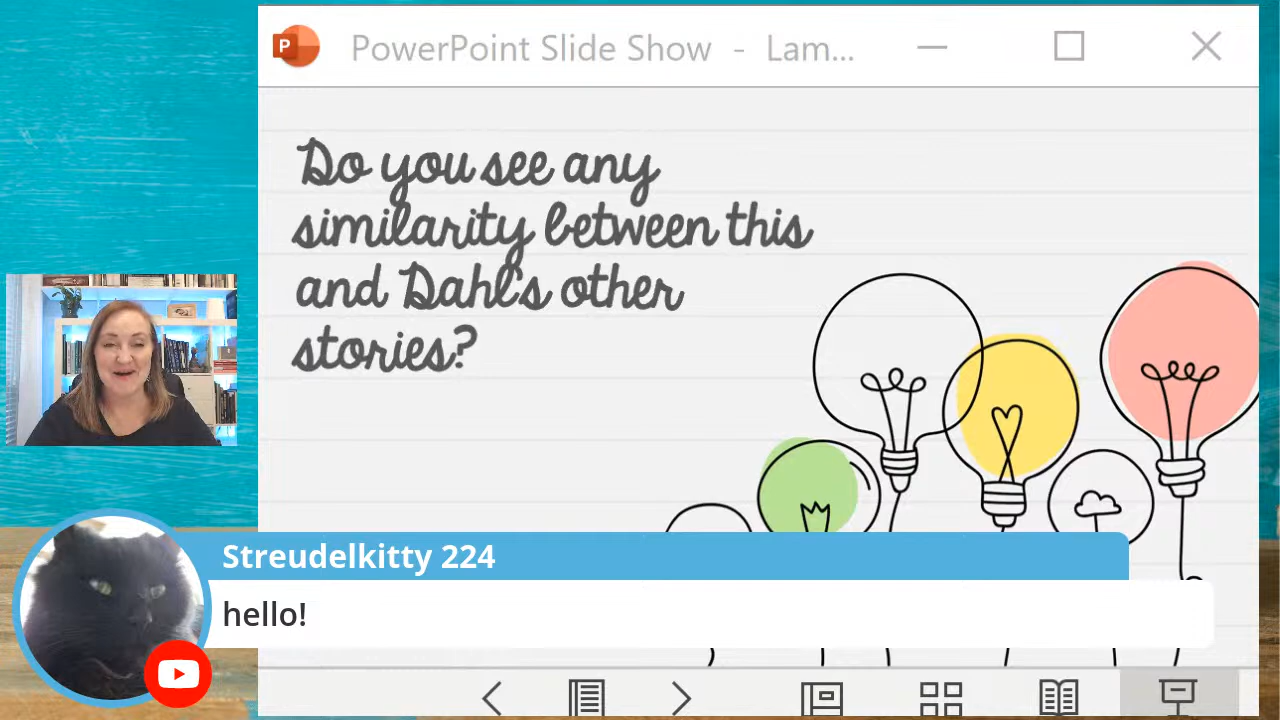 PowerPoint Slide Show - Lam...
Do you see any
similarity between this
and Dahl's other
stories?
Streudelkitty 224
hello!